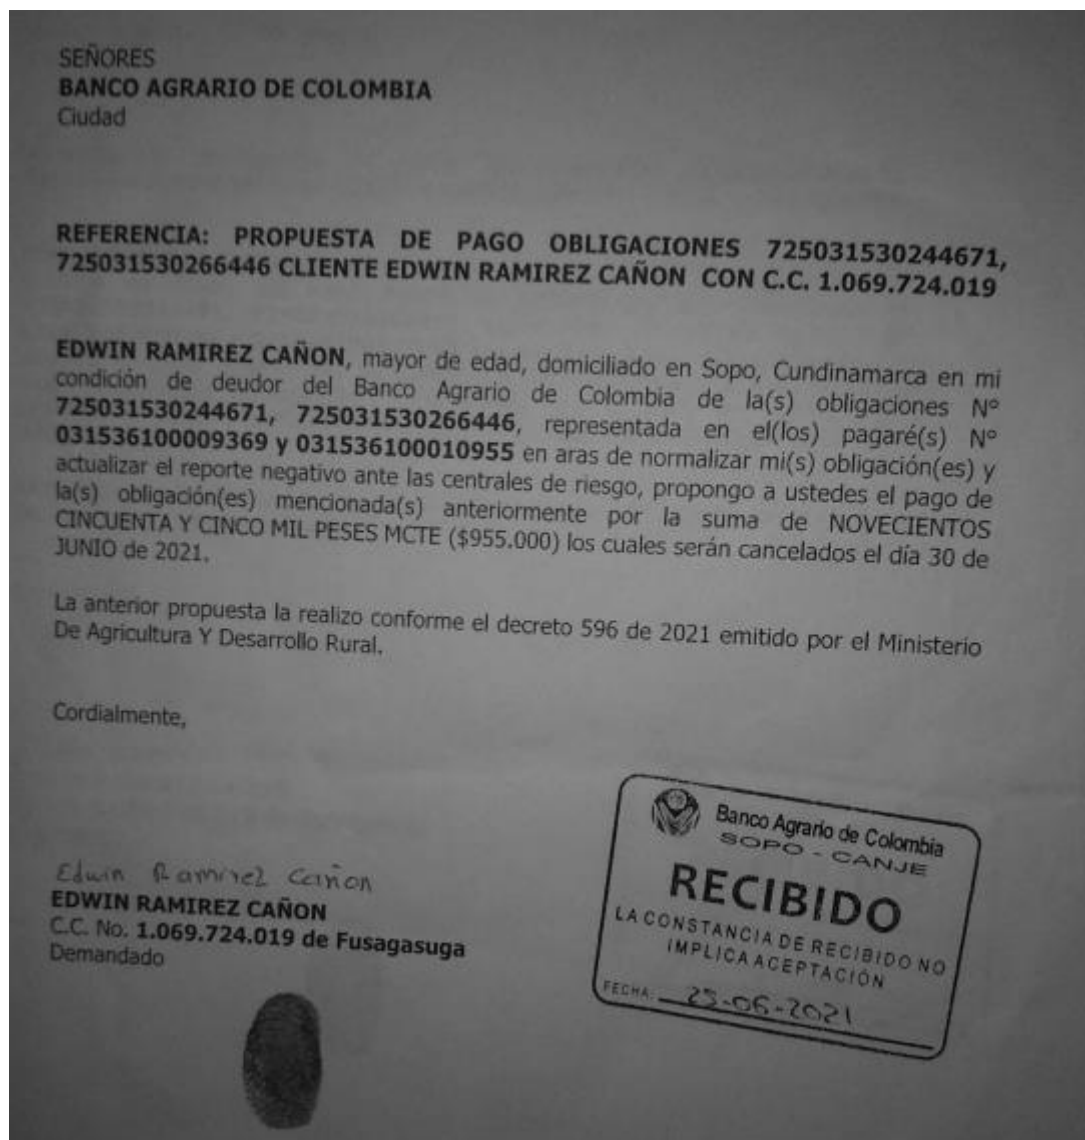 SEÑORES
BANCO AGRARIO DE COLOMBIA
Ciudad
REFERENCIA: PROPUESTA DE PAGO OBLIGACIONES 725031530244671,
725031530266446 CLIENTE EDWIN RAMIREZ CAÑON CON C.C. 1.069.724.019
EDWIN RAMIREZ CAÑON, mayor de edad, domiciliado en Sopo, Cundinamarca en mi
condición de deudor del Banco Agrario de Colombia de la(s) obligaciones Nº
725031530244671, 725031530266446, representada en el(los) pagaré(s) Nº
031536100009369 y 031536100010955 en aras de normalizar mi(s) obligación(es) y
actualizar el reporte negativo ante las centrales de riesgo, propongo a ustedes el pago de
la(s) obligación(es) mencionada(s) anteriormente por la suma de NOVECIENTOS
CINCUENTA Y CINCO MIL PESES MCTE ($955.000) los cuales serán cancelados el día 30 de
JUNIO de 2021.
La anterior propuesta la realizo conforme el decreto 596 de 2021 emitido por el Ministerio
De Agricultura Y Desarrollo Rural.
Cordialmente,
Edwin Ramirez Cañon
EDWIN RAMIREZ CAÑON
C.C. No. 1.069.724.019 de Fusagasuga
Demandado
Banco Agrario de Colombia
SOPO - CANJE
RECIBIDO
LA CONSTANCIA DE RECIBIDO NO
IMPLICA ACEPTACIÓN
FECHA: 25-06-2021